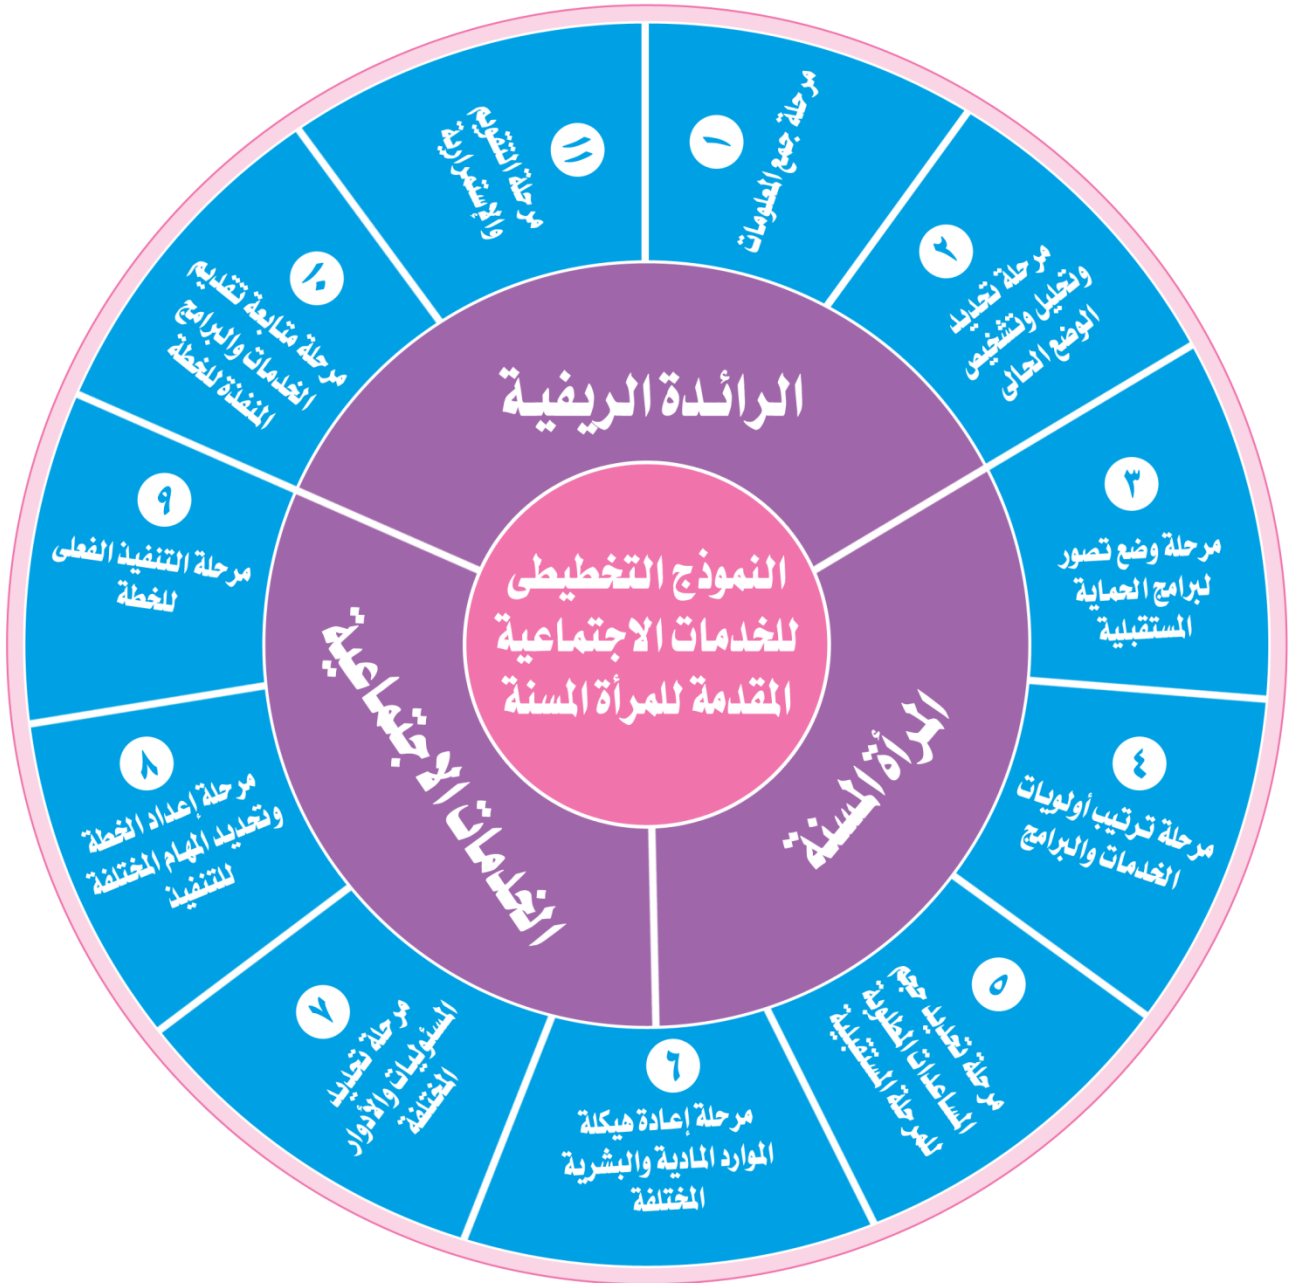 النموذج التخطيطى
للخدمات الاجتماعية
المقدمة للمرأة المسنة
الرائدة الريفية
المرأة المسنة
الخدمات الاجتماعية
١
مرحلة جمع المعلومات
٢
مرحلة تحديد
وتحليل وتشخيص
الوضع الحالى
٣
مرحلة وضع تصور
لبرامج الحماية
المستقبلية
٤
مرحلة ترتيب أولويات
الخدمات والبرامج
٥
مرحلة تحديد حجم
المساعدات المطلوبة
للمرحلة المستقبلية
٦
مرحلة إعادة هيكلة
الموارد المادية والبشرية
المختلفة
٧
مرحلة تحديد
المسئوليات والأدوار
المختلفة
٨
مرحلة إعداد الخطة
وتحديد المهام المختلفة
للتنفيذ
٩
مرحلة التنفيذ الفعلى
للخطة
١٠
مرحلة متابعة تقديم
الخدمات والبرامج
المنفذة للخطة
١١
مرحلة التقويم
والإستمرارية